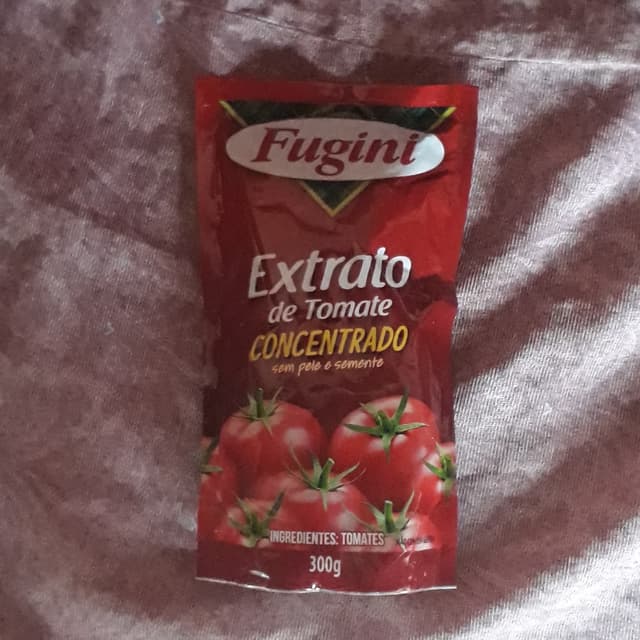 Fugini
Extrato
de Tomate
CONCENTRADO
sem pele e semente
INGREDIENTES: TOMATES
300g